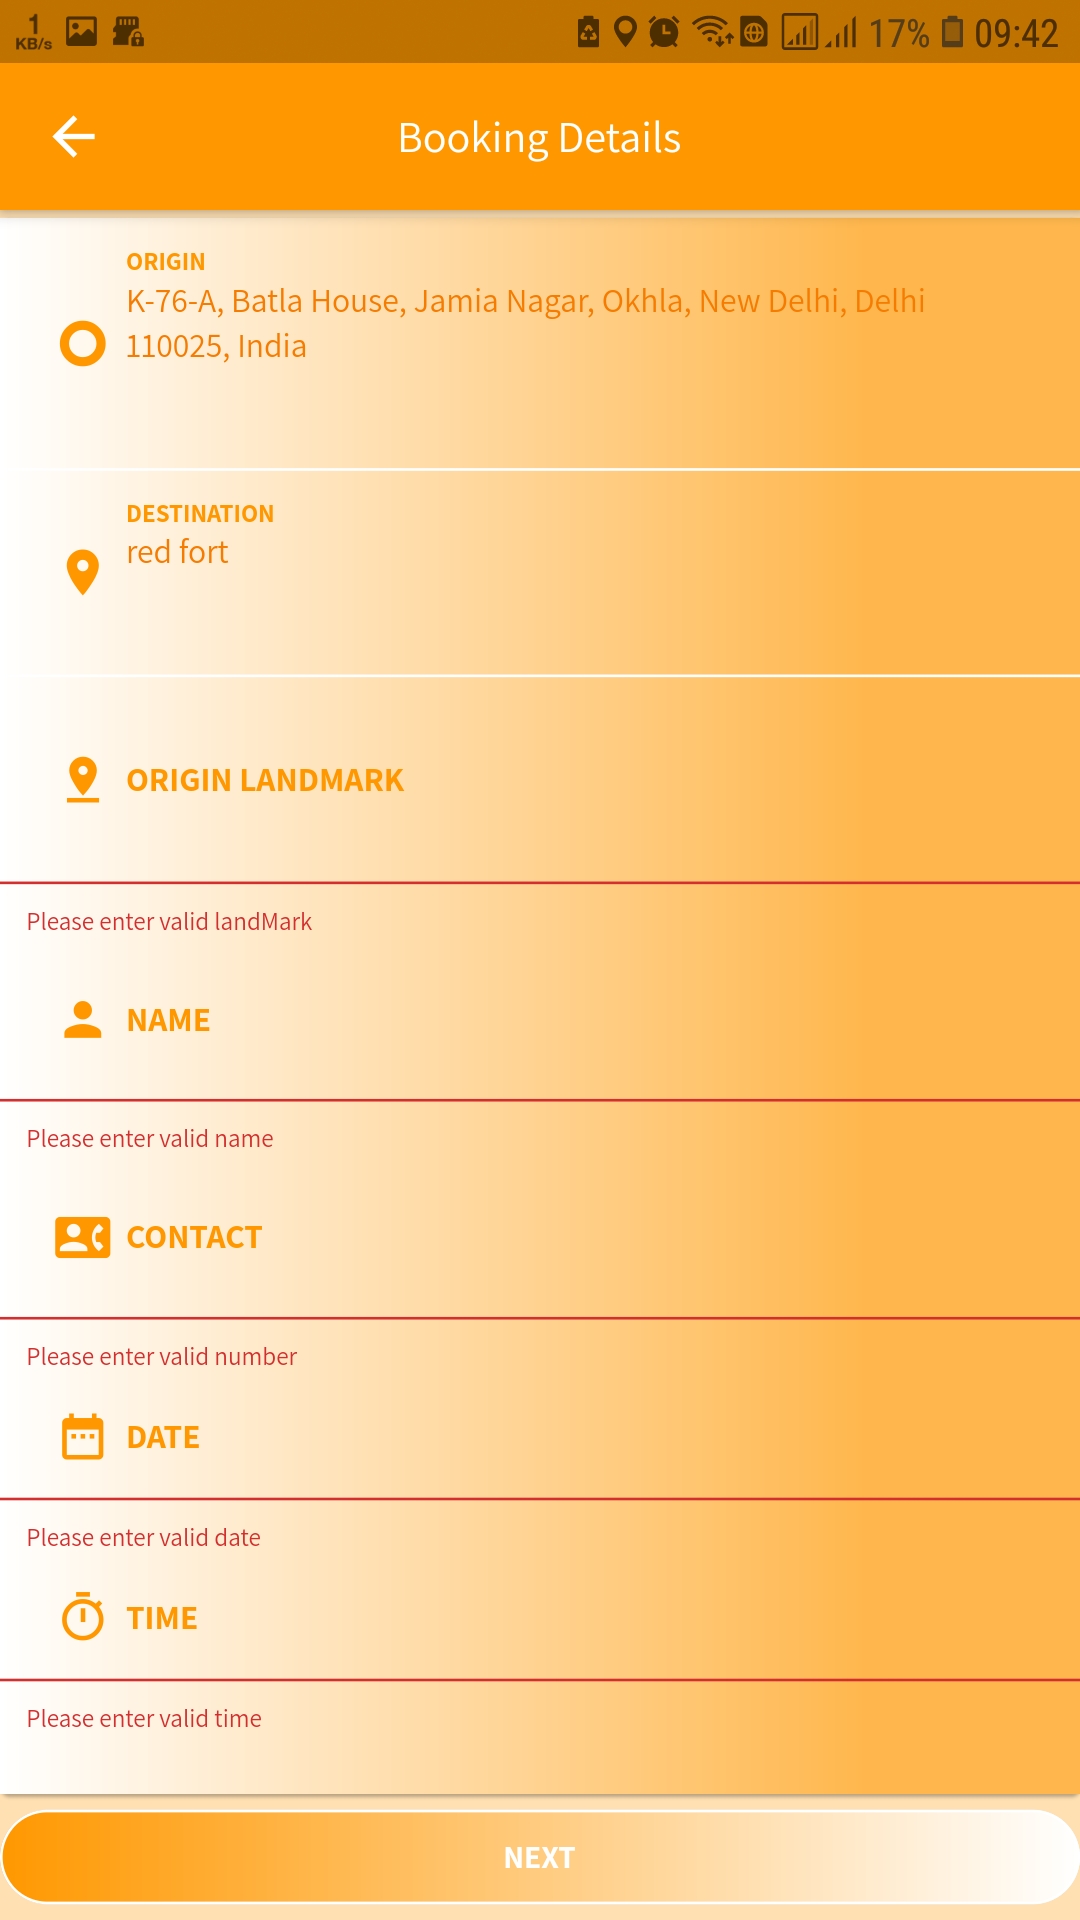 1
KB/s
17% 09:42
Booking Details
ORIGIN
K-76-A, Batla House, Jamia Nagar, Okhla, New Delhi, Delhi
110025, India
DESTINATION
red fort
ORIGIN LANDMARK
Please enter valid landMark
NAME
Please enter valid name
CONTACT
Please enter valid number
DATE
Please enter valid date
TIME
Please enter valid time
NEXT